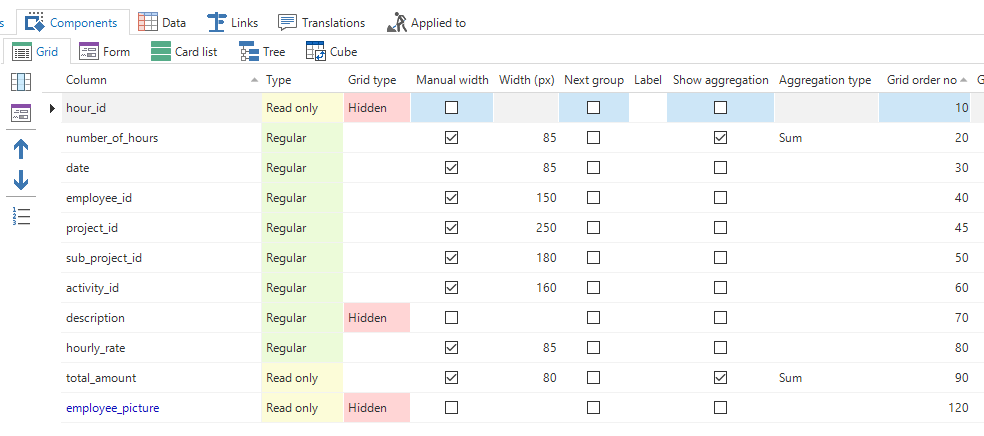 s Components Data Links Translations Applied to
Grid Form Card list Tree Cube
Column Type Grid type Manual width Width (px) Next group Label Show aggregation Aggregation type Grid order no G
hour_id Read only Hidden 10
number_of_hours Regular 85 Sum 20
date Regular 85 30
employee_id Regular 150 40
project_id Regular 250 45
sub_project_id Regular 180 50
activity_id Regular 160 60
description Regular Hidden 70
hourly_rate Regular 85 80
total_amount Read only 80 Sum 90
employee_picture Read only Hidden 120